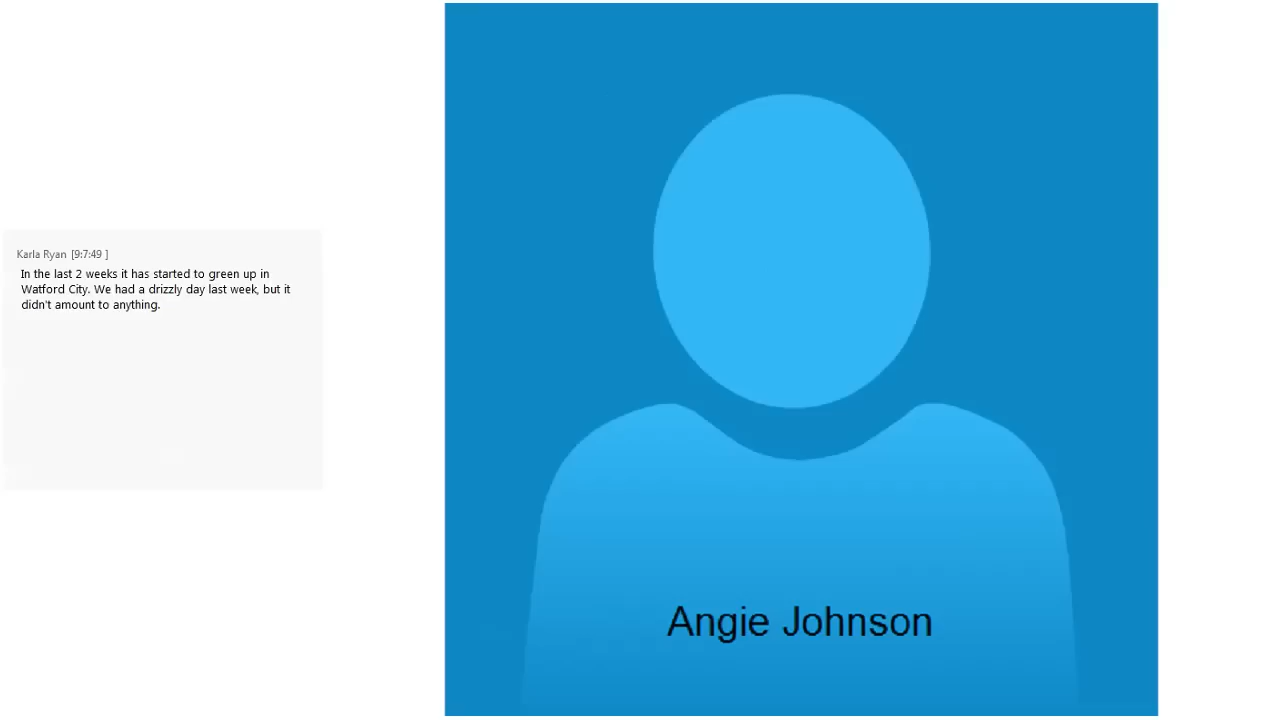 Karla Ryan [9:7:49 ]
In the last 2 weeks it has started to green up in
Watford City. We had a drizzly day last week, but it
didn't amount to anything.
Angie Johnson